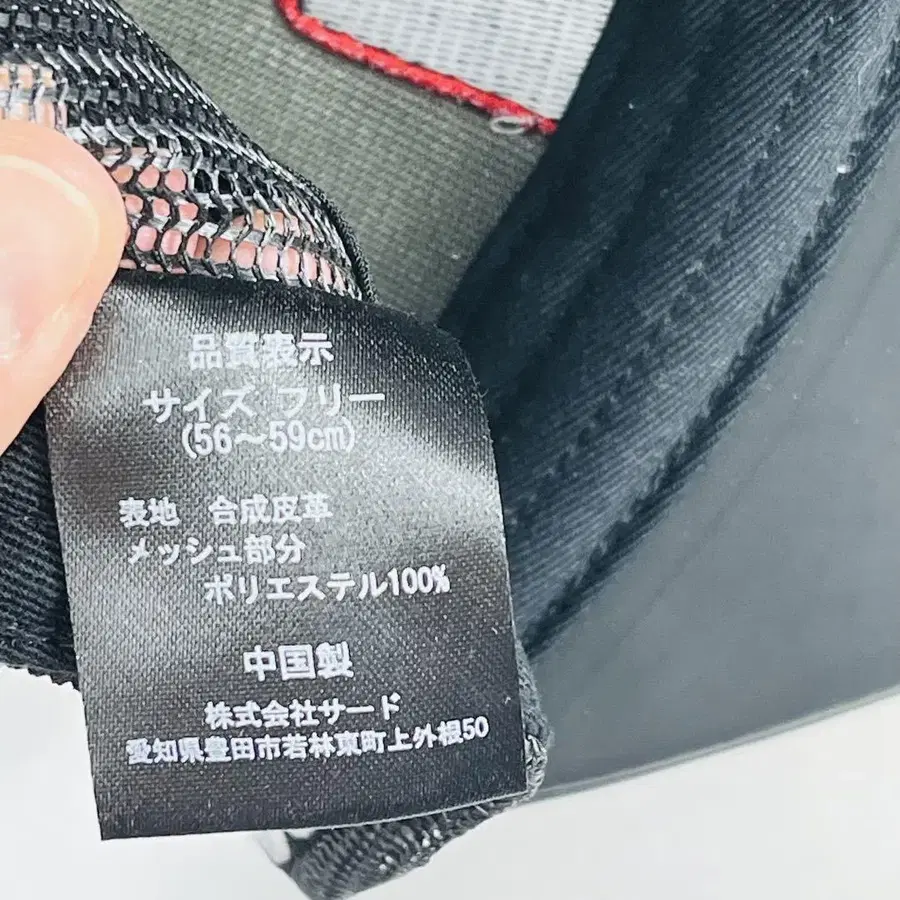 品質表示
サイズ フリー
(56～59cm)
表地 合成皮革
メッシュ部分
ポリエステル100%
中国製
株式会社サード
愛知県豊田市若林東町上外根50